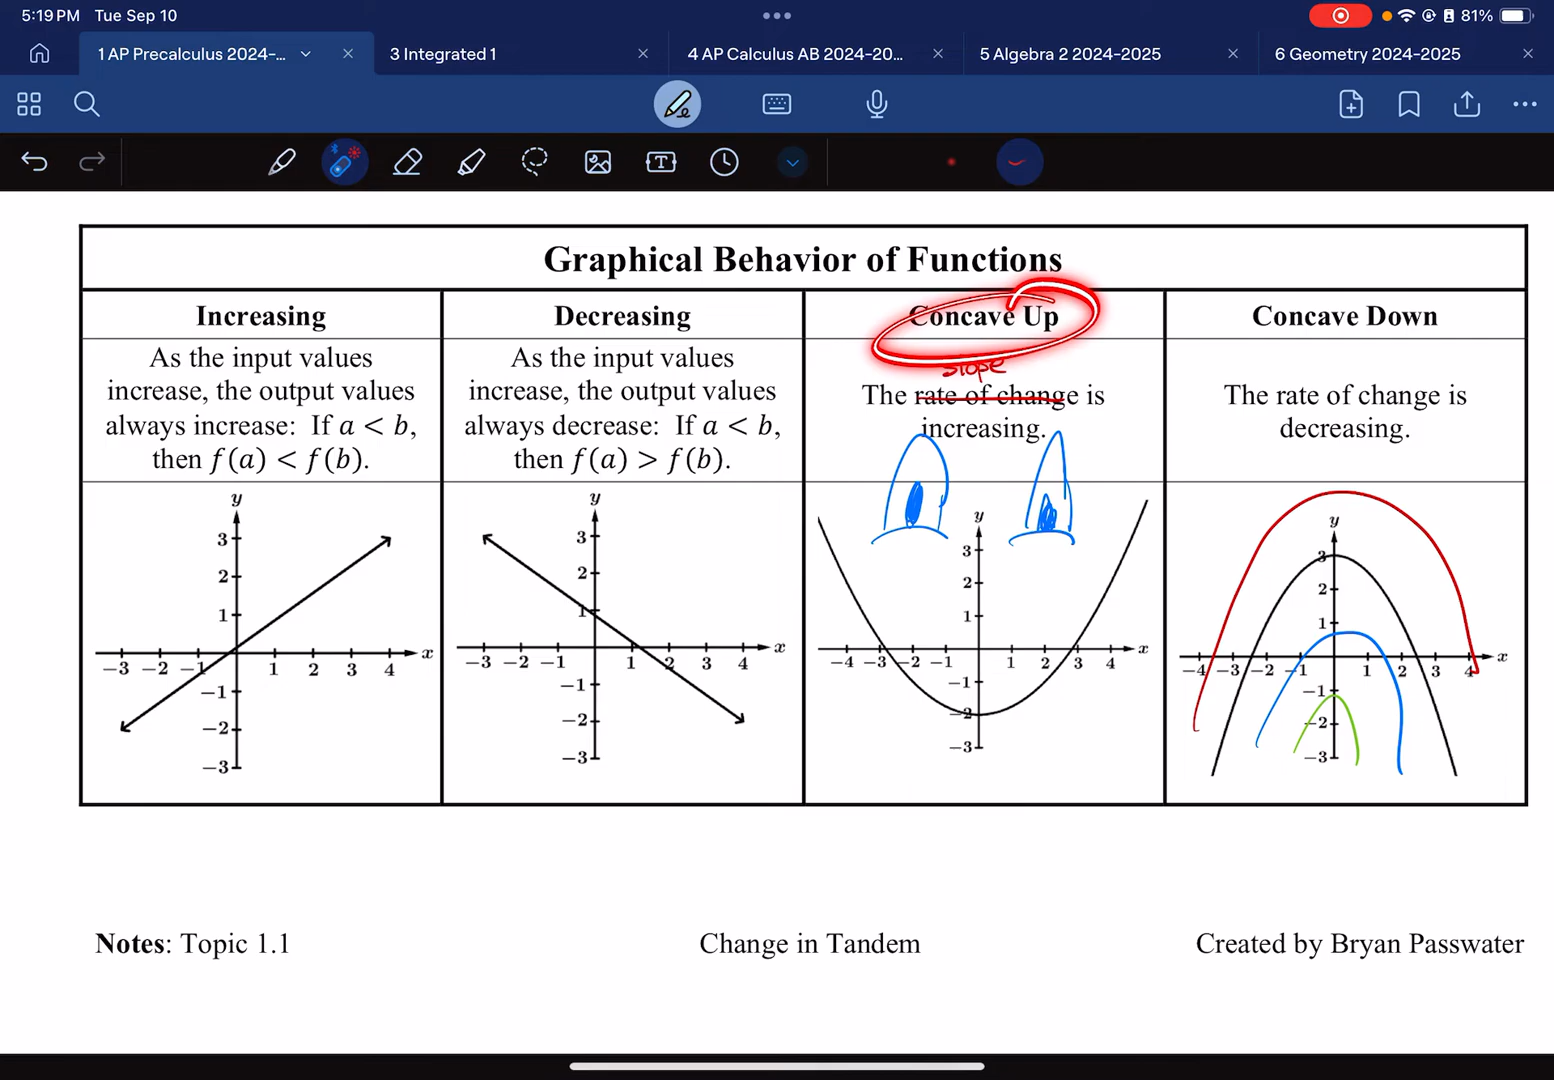 5:19 PM Tue Sep 10
81%
1 AP Precalculus 2024-...
3 Integrated 1
4 AP Calculus AB 2024-20...
5 Algebra 2 2024-2025
6 Geometry 2024-2025
Graphical Behavior of Functions
Increasing
As the input values
increase, the output values
always increase: If a < b,
then f(a) < f(b).
y
3
2
1
-3 -2 -1 1 2 3 4 x
-1
-2
-3
Decreasing
As the input values
increase, the output values
always decrease: If a < b,
then f(a) > f(b).
y
3
2
1
-3 -2 -1 1 2 3 4 x
-1
-2
-3
Concave Up
slope
The rate of change is
increasing.
y
3
2
1
-4 -3 -2 -1 1 2 3 4 x
-1
-2
-3
Concave Down
The rate of change is
decreasing.
y
3
2
1
-4 -3 -2 -1 1 2 3 4 x
-1
-2
-3
Notes: Topic 1.1
Change in Tandem
Created by Bryan Passwater